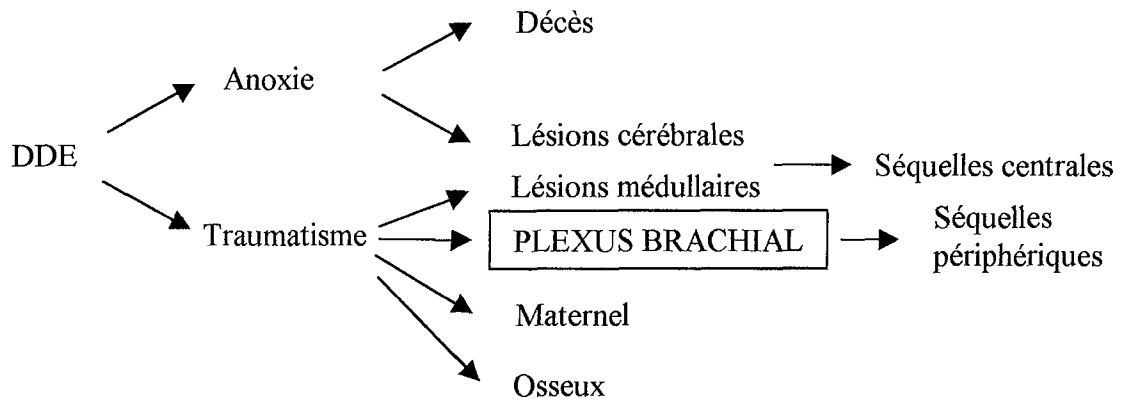 DDE
Anoxie
Traumatisme
Décès
Lésions cérébrales
Lésions médullaires
PLEXUS BRACHIAL
Maternel
Osseux
Séquelles centrales
Séquelles
périphériques